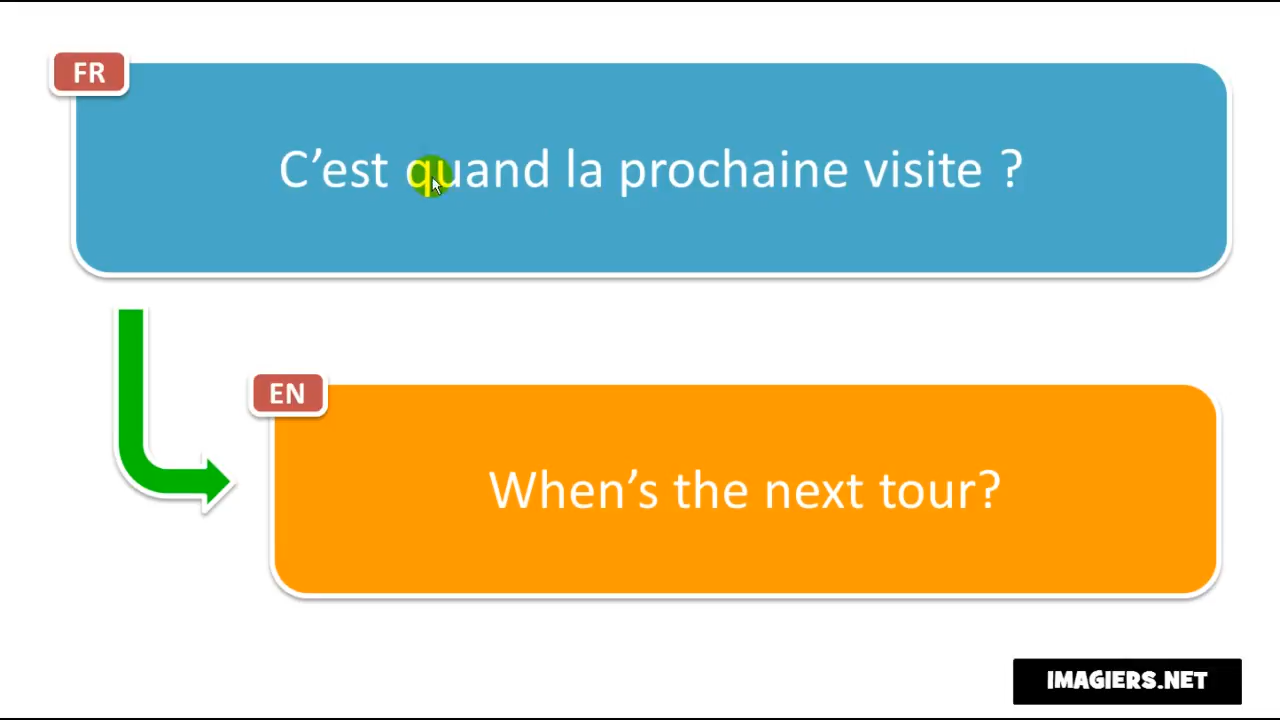 FR
C’est quand la prochaine visite ?
EN
When’s the next tour?
IMAGIERS.NET